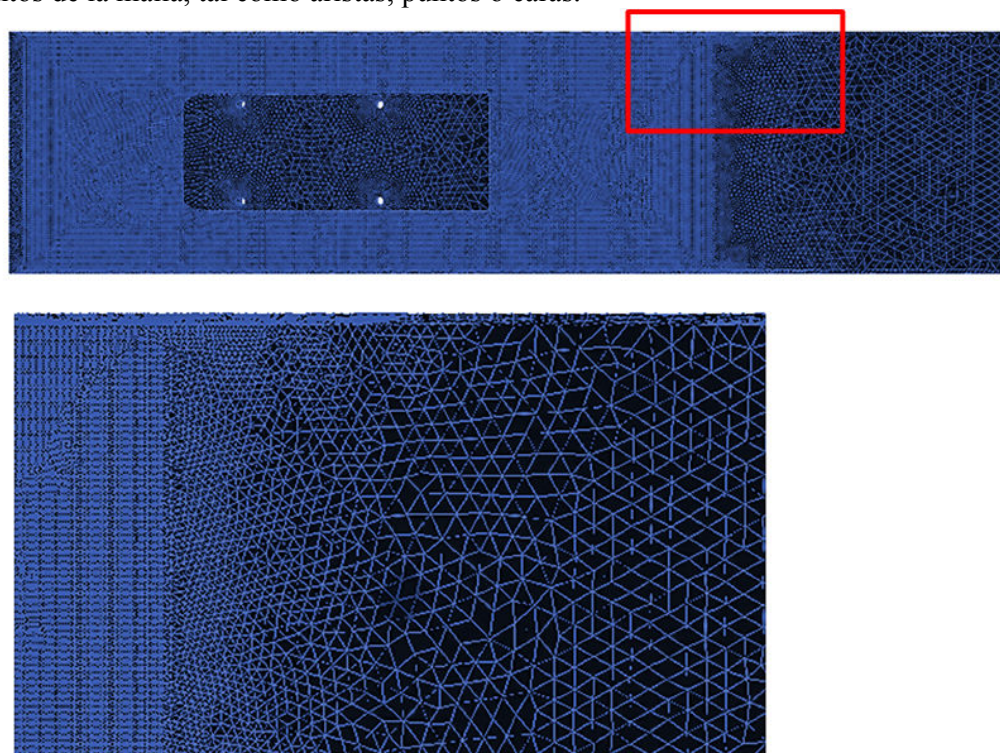 de la malla, tal como aristas, puntos o caras.